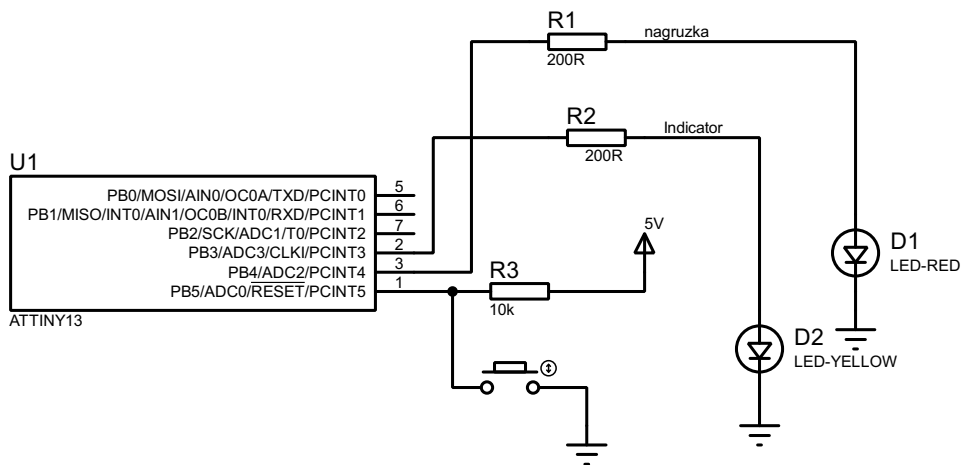 R1
nagruzka
200R
R2
Indicator
200R
U1
PB0/MOSI/AIN0/OC0A/TXD/PCINT0
5
PB1/MISO/INT0/AIN1/OC0B/INT0/RXD/PCINT1
6
PB2/SCK/ADC1/T0/PCINT2
7
PB3/ADC3/CLKI/PCINT3
2
PB4/ADC2/PCINT4
3
PB5/ADC0/RESET/PCINT5
1
ATTINY13
5V
R3
10k
D1
LED-RED
D2
LED-YELLOW